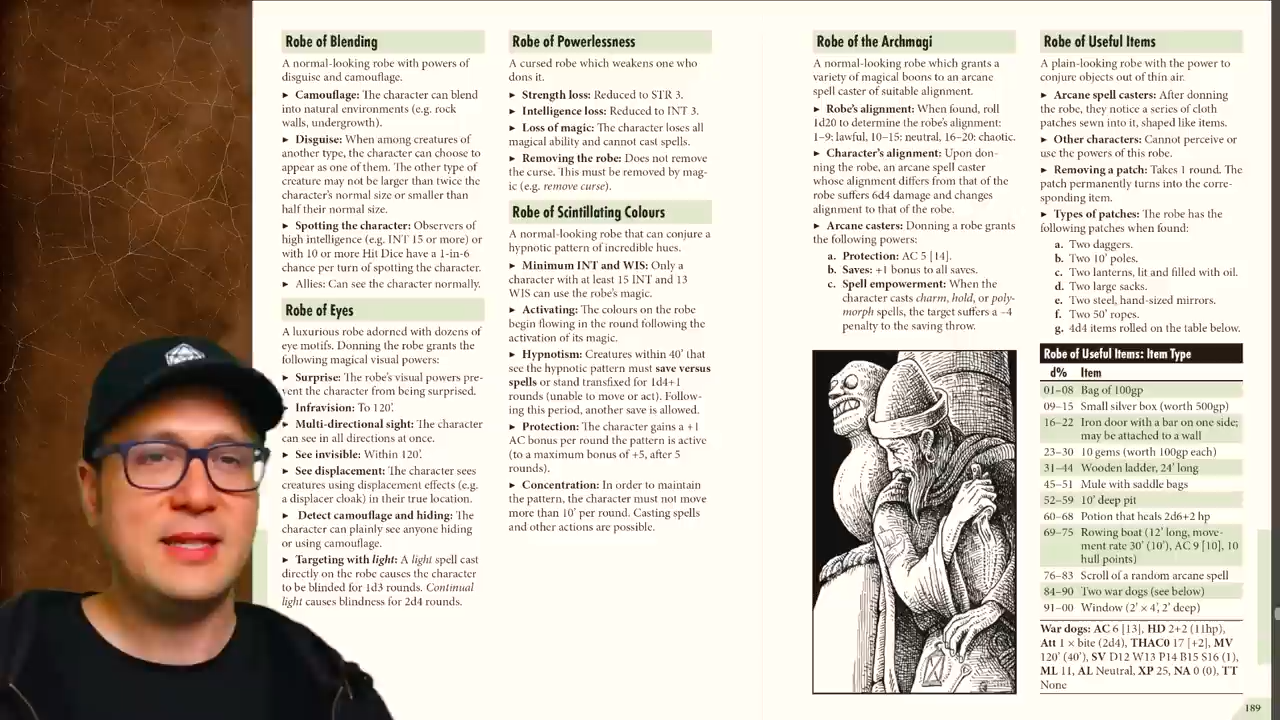 Robe of Blending
A normal-looking robe with powers of
disguise and camouflage.
► Camouflage: The character can blend
into natural environments (e.g. rock
walls, undergrowth).
► Disguise: When among creatures of
another type, the character can choose to
appear as one of them. The other type of
creature may not be larger than twice the
character's normal size or smaller than
half their normal size.
► Spotting the character: Observers of
high intelligence (e.g. INT 15 or more) or
with 10 or more Hit Dice have a 1-in-6
chance per turn of spotting the character.
► Allies: Can see the character normally.
Robe of Eyes
A luxurious robe adorned with dozens of
eye motifs. Donning the robe grants the
following magical visual powers:
► Surprise: The robe's visual powers pre-
vent the character from being surprised.
► Infravision: To 120'.
► Multi-directional sight: The character
can see in all directions at once.
► See invisible: Within 120'.
► See displacement: The character sees
creatures using displacement effects (e.g.
a displacer cloak) in their true location.
► Detect camouflage and hiding: The
character can plainly see anyone hiding
or using camouflage.
► Targeting with light: A light spell cast
directly on the robe causes the character
to be blinded for 1d3 rounds. Continual
light causes blindness for 2d4 rounds.
Robe of Powerlessness
A cursed robe which weakens one who
dons it.
► Strength loss: Reduced to STR 3.
► Intelligence loss: Reduced to INT 3.
► Loss of magic: The character loses all
magical ability and cannot cast spells.
► Removing the robe: Does not remove
the curse. This must be removed by mag-
ic (e.g. remove curse).
Robe of Scintillating Colours
A normal-looking robe that can conjure a
hypnotic pattern of incredible hues.
► Minimum INT and WIS: Only a
character with at least 15 INT and 13
WIS can use the robe's magic.
► Activating: The colours on the robe
begin flowing in the round following the
activation of its magic.
► Hypnotism: Creatures within 40' that
see the hypnotic pattern must save versus
spells or stand transfixed for 1d4+1
rounds (unable to move or act). Follow-
ing this period, another save is allowed.
► Protection: The character gains a +1
AC bonus per round the pattern is active
(to a maximum bonus of +5, after 5
rounds).
► Concentration: In order to maintain
the pattern, the character must not move
more than 10' per round. Casting spells
and other actions are possible.
Robe of the Archmagi
A normal-looking robe which grants a
variety of magical boons to an arcane
spell caster of suitable alignment.
► Robe's alignment: When found, roll
1d20 to determine the robe's alignment:
1–9: lawful, 10–15: neutral, 16–20: chaotic.
► Character's alignment: Upon don-
ning the robe, an arcane spell caster
whose alignment differs from that of the
robe suffers 6d4 damage and changes
alignment to that of the robe.
► Arcane casters: Donning a robe grants
the following powers:
a. Protection: AC 5 [14].
b. Saves: +1 bonus to all saves.
c. Spell empowerment: When the
character casts charm, hold, or poly-
morph spells, the target suffers a –4
penalty to the saving throw.
Robe of Useful Items
A plain-looking robe with the power to
conjure objects out of thin air.
► Arcane spell casters: After donning
the robe, they notice a series of cloth
patches sewn into it, shaped like items.
► Other characters: Cannot perceive or
use the powers of this robe.
► Removing a patch: Takes 1 round. The
patch permanently turns into the corre-
sponding item.
► Types of patches: The robe has the
following patches when found:
a. Two daggers.
b. Two 10' poles.
c. Two lanterns, lit and filled with oil.
d. Two large sacks.
e. Two steel, hand-sized mirrors.
f. Two 50' ropes.
g. 4d4 items rolled on the table below.
Robe of Useful Items: Item Type
d% Item
01–08 Bag of 100gp
09–15 Small silver box (worth 500gp)
16–22 Iron door with a bar on one side;
may be attached to a wall
23–30 10 gems (worth 100gp each)
31–44 Wooden ladder, 24' long
45–51 Mule with saddle bags
52–59 10' deep pit
60–68 Potion that heals 2d6+2 hp
69–75 Rowing boat (12' long, move-
ment rate 30' (10'), AC 9 [10], 10
hull points)
76–83 Scroll of a random arcane spell
84–90 Two war dogs (see below)
91–00 Window (2' × 4', 2' deep)
War dogs: AC 6 [13], HD 2+2 (11hp),
Att 1 × bite (2d4), THAC0 17 [+2], MV
120' (40'), SV D12 W13 P14 B15 S16 (1),
ML 11, AL Neutral, XP 25, NA 0 (0), TT
None
189